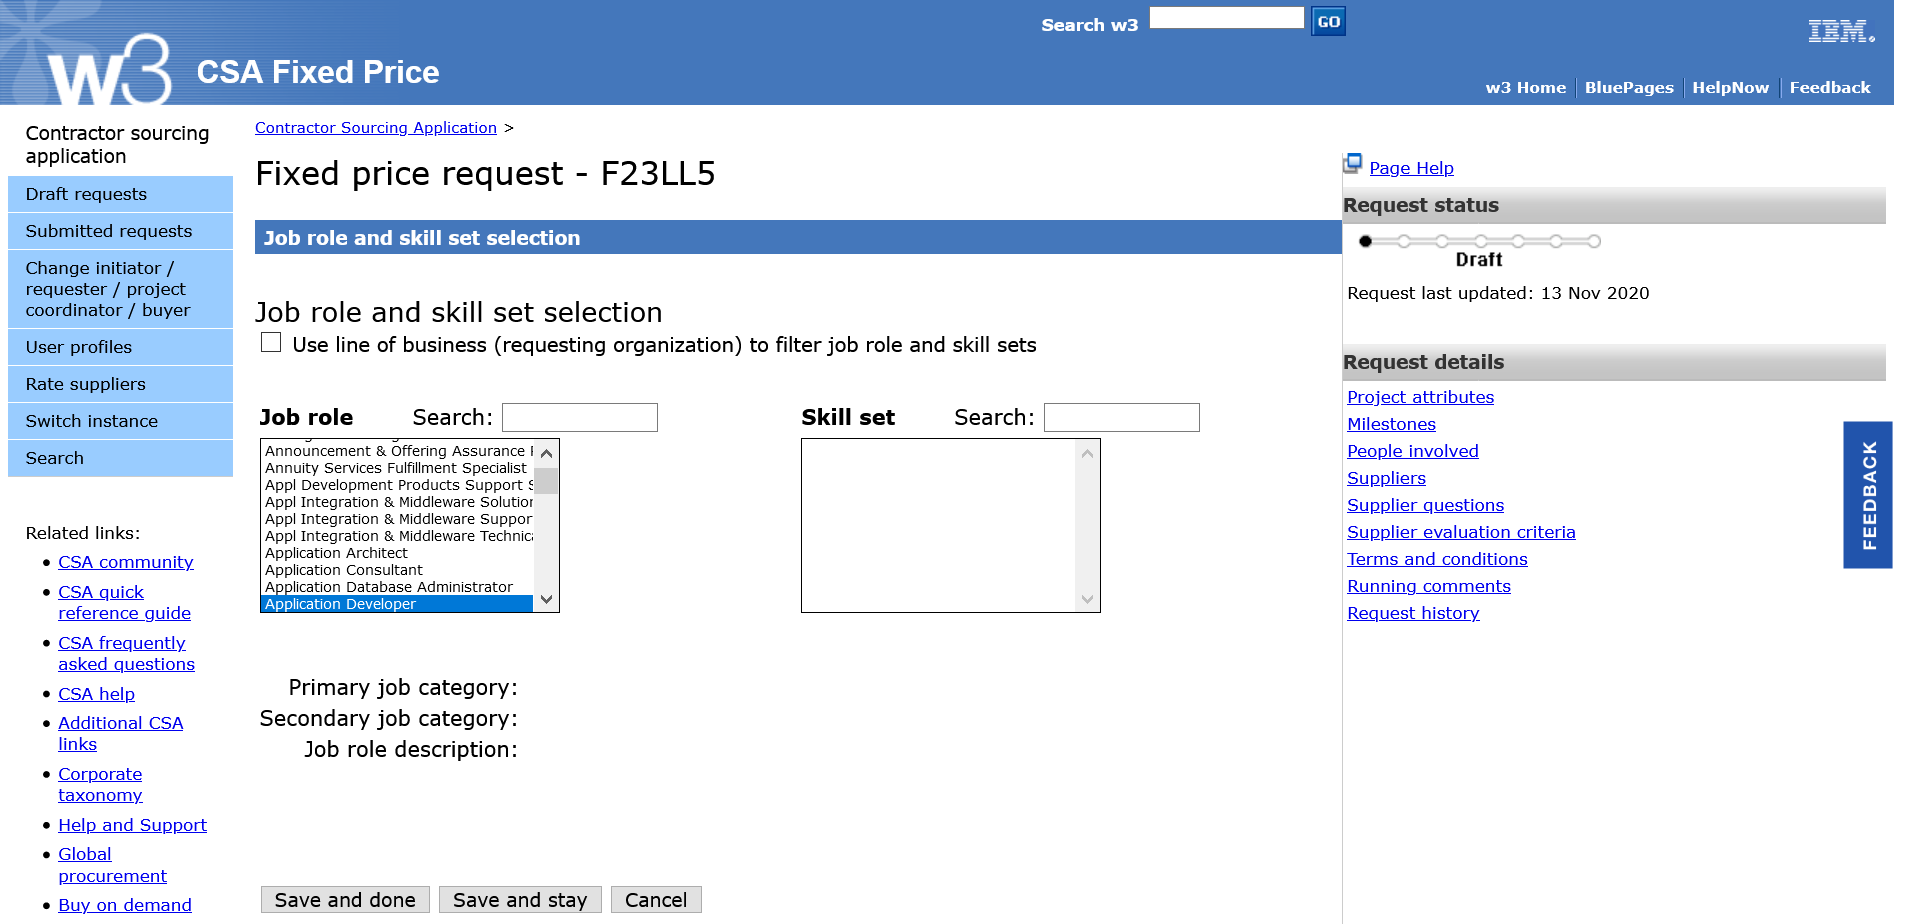 w3
CSA Fixed Price
Search w3
GO
IBM.
w3 Home
BluePages
HelpNow
Feedback
Contractor sourcing
application
Draft requests
Submitted requests
Change initiator /
requester / project
coordinator / buyer
User profiles
Rate suppliers
Switch instance
Search
Related links:
CSA community
CSA quick
reference guide
CSA frequently
asked questions
CSA help
Additional CSA
links
Corporate
taxonomy
Help and Support
Global
procurement
Buy on demand
Contractor Sourcing Application >
Fixed price request - F23LL5
Job role and skill set selection
Job role and skill set selection
Use line of business (requesting organization) to filter job role and skill sets
Job role Search:
Announcement & Offering Assurance
Annuity Services Fulfillment Specialist
Appl Development Products Support S
Appl Integration & Middleware Solution
Appl Integration & Middleware Suppor
Appl Integration & Middleware Technic
Application Architect
Application Consultant
Application Database Administrator
Application Developer
Skill set Search:
Primary job category:
Secondary job category:
Job role description:
Save and done
Save and stay
Cancel
Page Help
Request status
Draft
Request last updated: 13 Nov 2020
Request details
Project attributes
Milestones
People involved
Suppliers
Supplier questions
Supplier evaluation criteria
Terms and conditions
Running comments
Request history
FEEDBACK